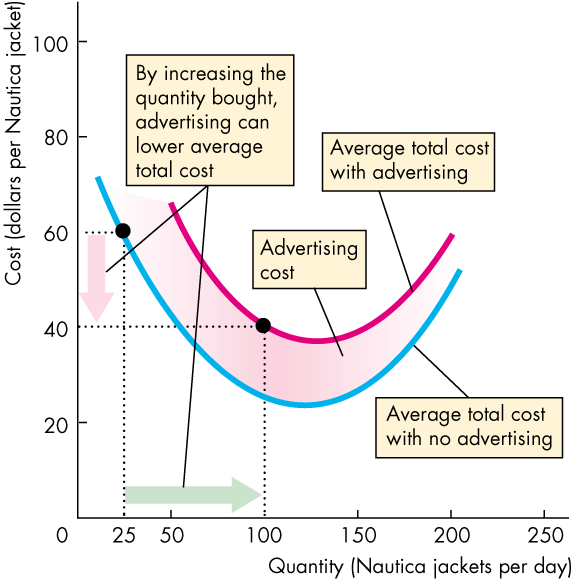 Cost (dollars per Nautica jacket)
100
80
60
40
20
0
By increasing the
quantity bought,
advertising can
lower average
total cost
Average total cost
with advertising
Advertising
cost
Average total cost
with no advertising
25
50
100
150
200
250
Quantity (Nautica jackets per day)